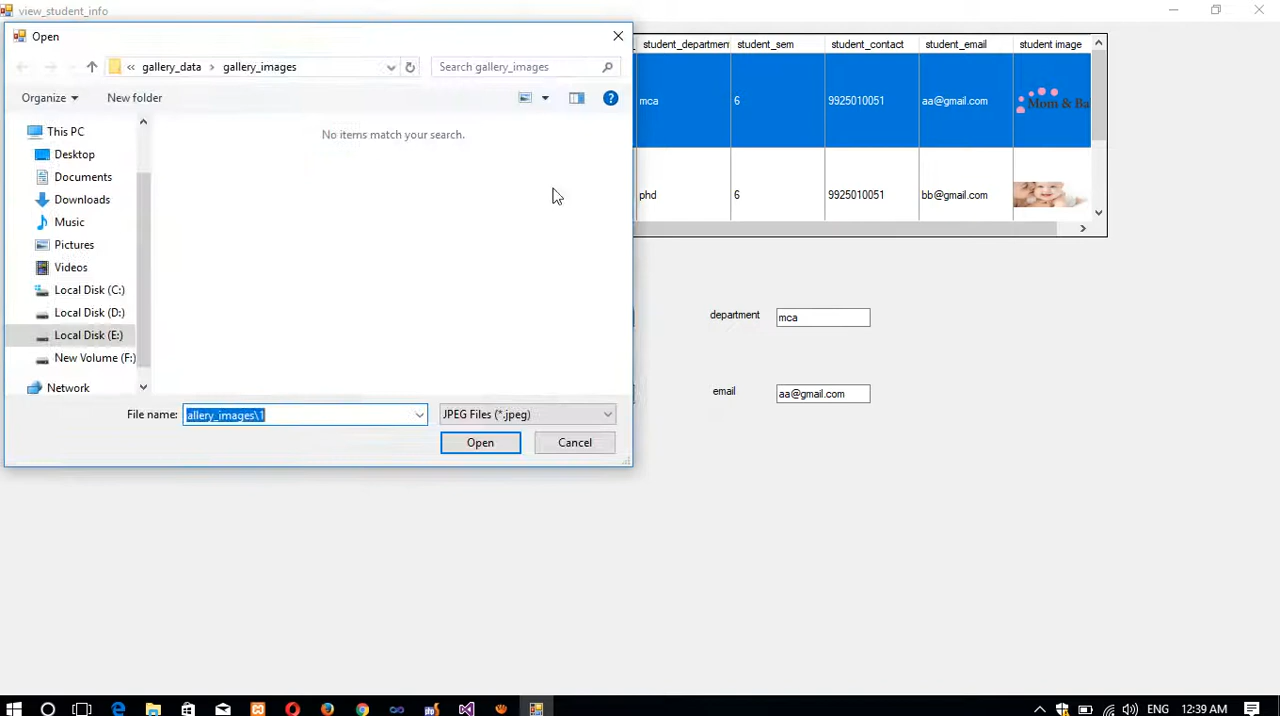 view_student_info
Open
« gallery_data › gallery_images
Search gallery_images
Organize
New folder
This PC
Desktop
Documents
Downloads
Music
Pictures
Videos
Local Disk (C:)
Local Disk (D:)
Local Disk (E:)
New Volume (F:)
Network
No items match your search.
File name:
allery_images\1
JPEG Files (*.jpeg)
Open
Cancel
student_department student_sem student_contact student_email student image
mca 6 9925010051 aa@gmail.com Mom & Ba
phd 6 9925010051 bb@gmail.com
department mca
email aa@gmail.com
ENG 12:39 AM